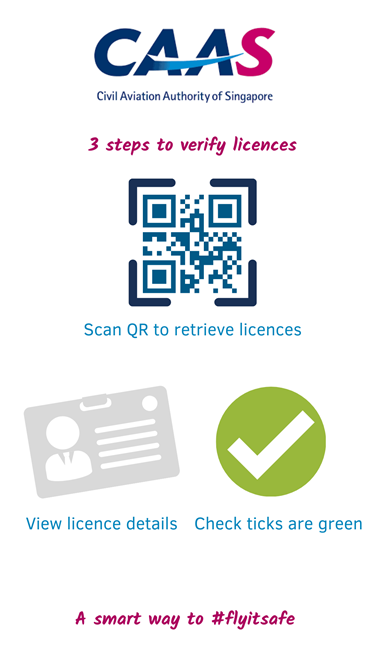 CAAS
Civil Aviation Authority of Singapore
3 steps to verify licences
Scan QR to retrieve licences
View licence details
Check ticks are green
A smart way to #flyitsafe